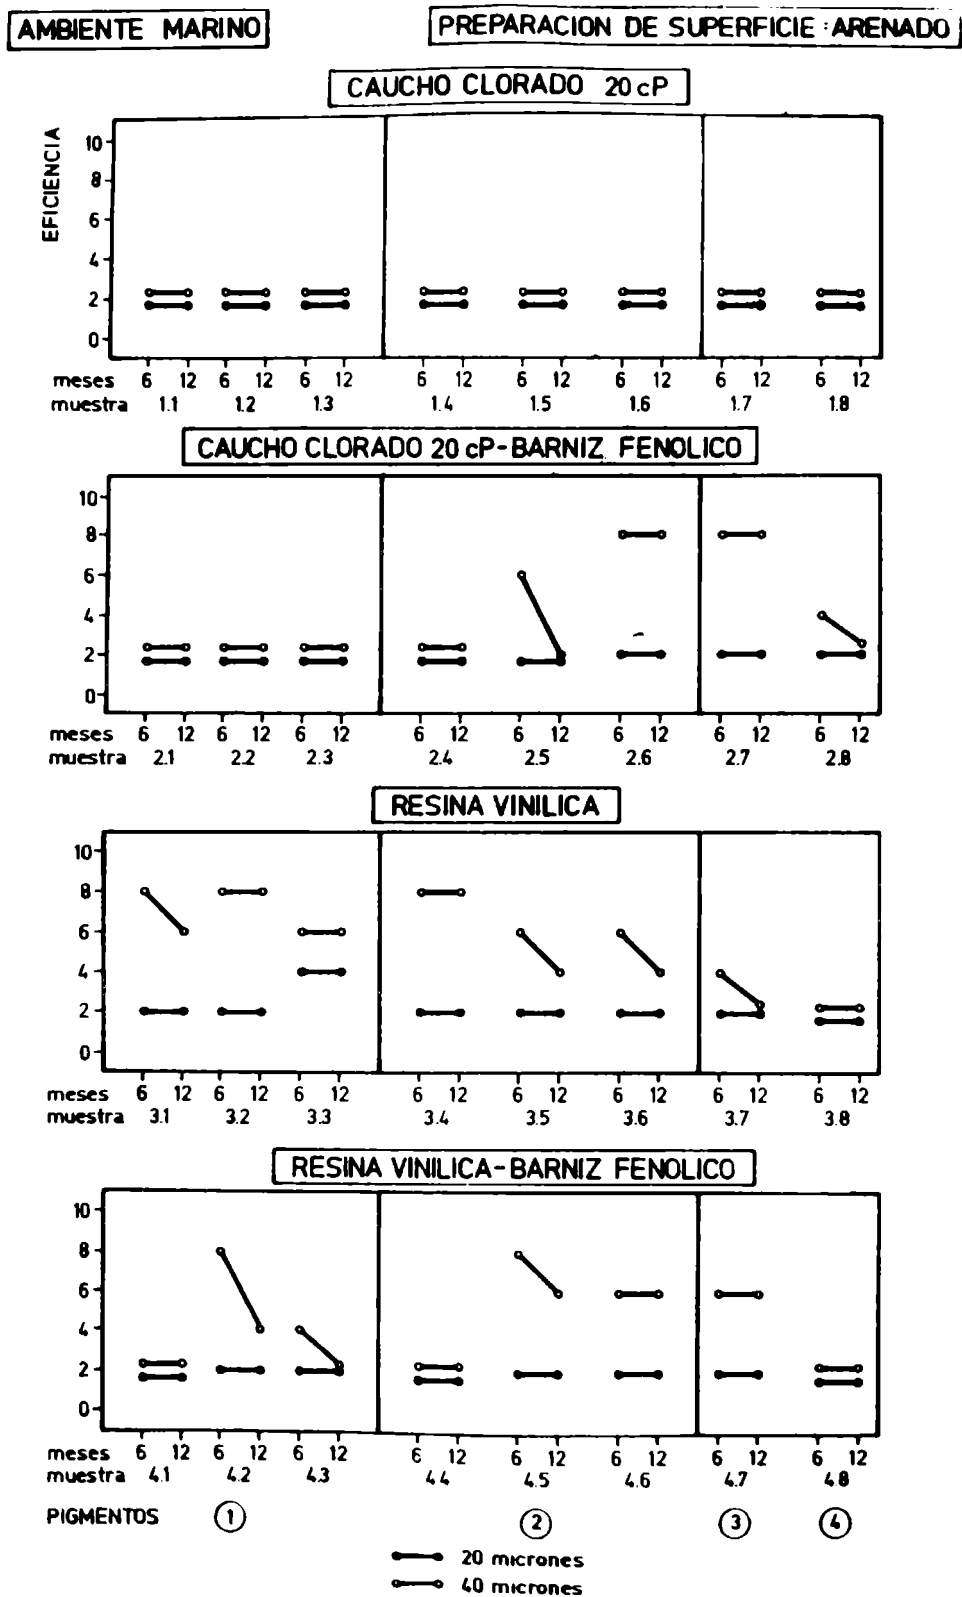 AMBIENTE MARINO
PREPARACION DE SUPERFICIE : ARENADO
CAUCHO CLORADO 20 cP
EFICIENCIA
10
8
6
4
2
0
meses 6 12 6 12 6 12 6 12 6 12 6 12 6 12 6 12
muestra 1.1 1.2 1.3 1.4 1.5 1.6 1.7 1.8
CAUCHO CLORADO 20 cP-BARNIZ FENOLICO
10
8
6
4
2
0
meses 6 12 6 12 6 12 6 12 6 12 6 12 6 12 6 12
muestra 2.1 2.2 2.3 2.4 2.5 2.6 2.7 2.8
RESINA VINILICA
10
8
6
4
2
0
meses 6 12 6 12 6 12 6 12 6 12 6 12 6 12 6 12
muestra 3.1 3.2 3.3 3.4 3.5 3.6 3.7 3.8
RESINA VINILICA-BARNIZ FENOLICO
10
8
6
4
2
0
meses 6 12 6 12 6 12 6 12 6 12 6 12 6 12 6 12
muestra 4.1 4.2 4.3 4.4 4.5 4.6 4.7 4.8
PIGMENTOS 1 2 3 4
20 micrones
40 micrones